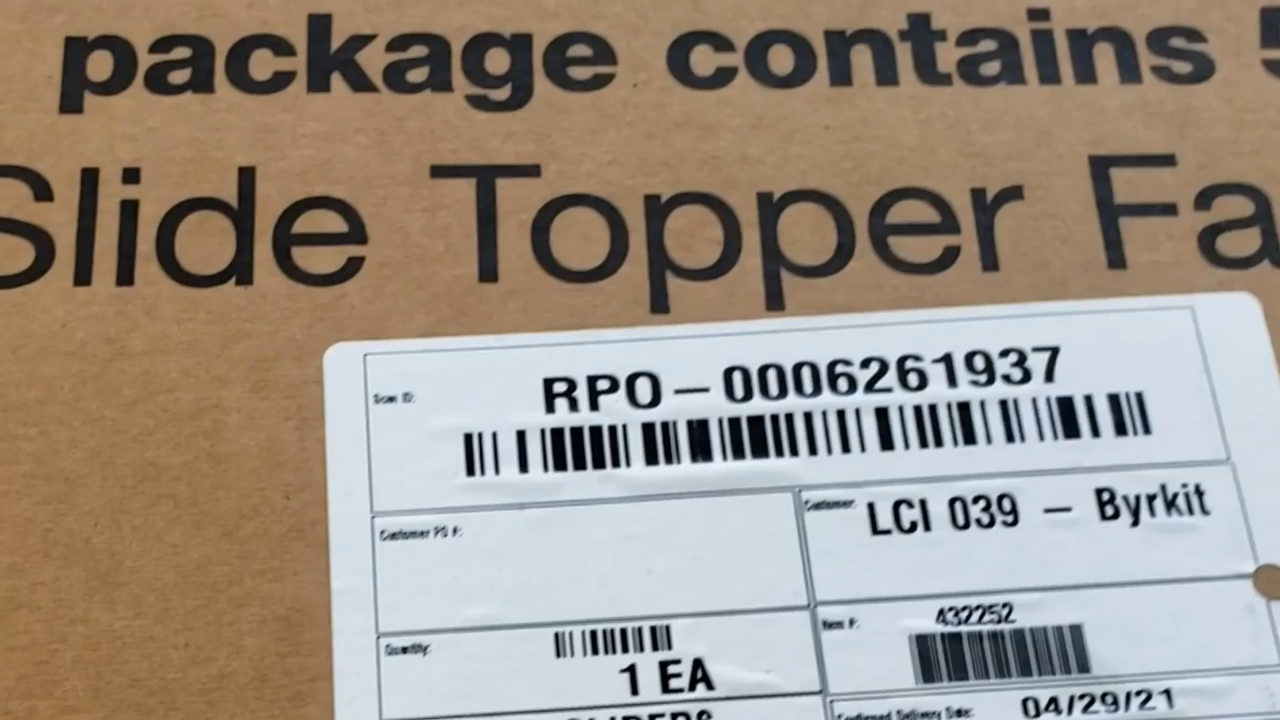 package contains 5
Slide Topper Fa
Scan ID:
RPO-0006261937
Customer PO #:
Customer:
LCI 039 - Byrkit
Quantity:
1 EA
Item #:
432252
Confirmed Delivery Date:
04/29/21